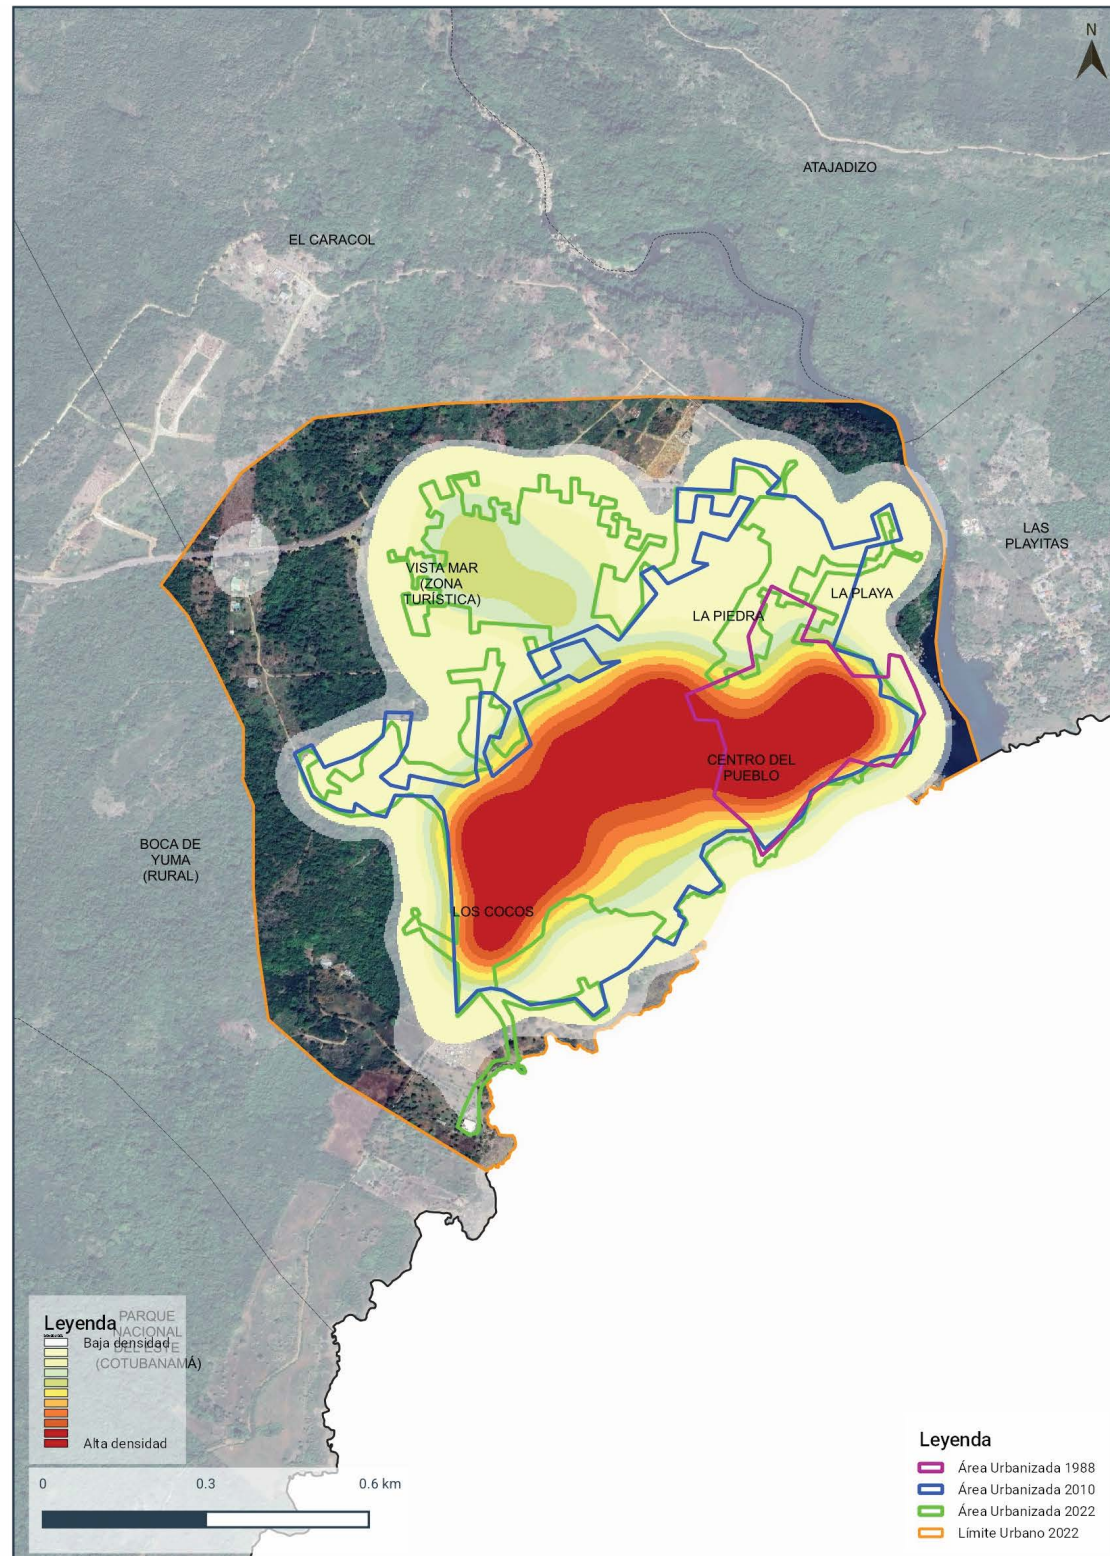 N
ATAJADIZO
EL CARACOL
LAS
PLAYITAS
VISTA MAR
(ZONA
TURÍSTICA)
LA PLAYA
LA PIEDRA
CENTRO DEL
PUEBLO
BOCA DE
YUMA
(RURAL)
LOS COCOS
PARQUE
NACIONAL
DEL ESTE
(COTUBANAMÁ)
Leyenda
Baja densidad
Alta densidad
0 0.3 0.6 km
Leyenda
Área Urbanizada 1988
Área Urbanizada 2010
Área Urbanizada 2022
Límite Urbano 2022